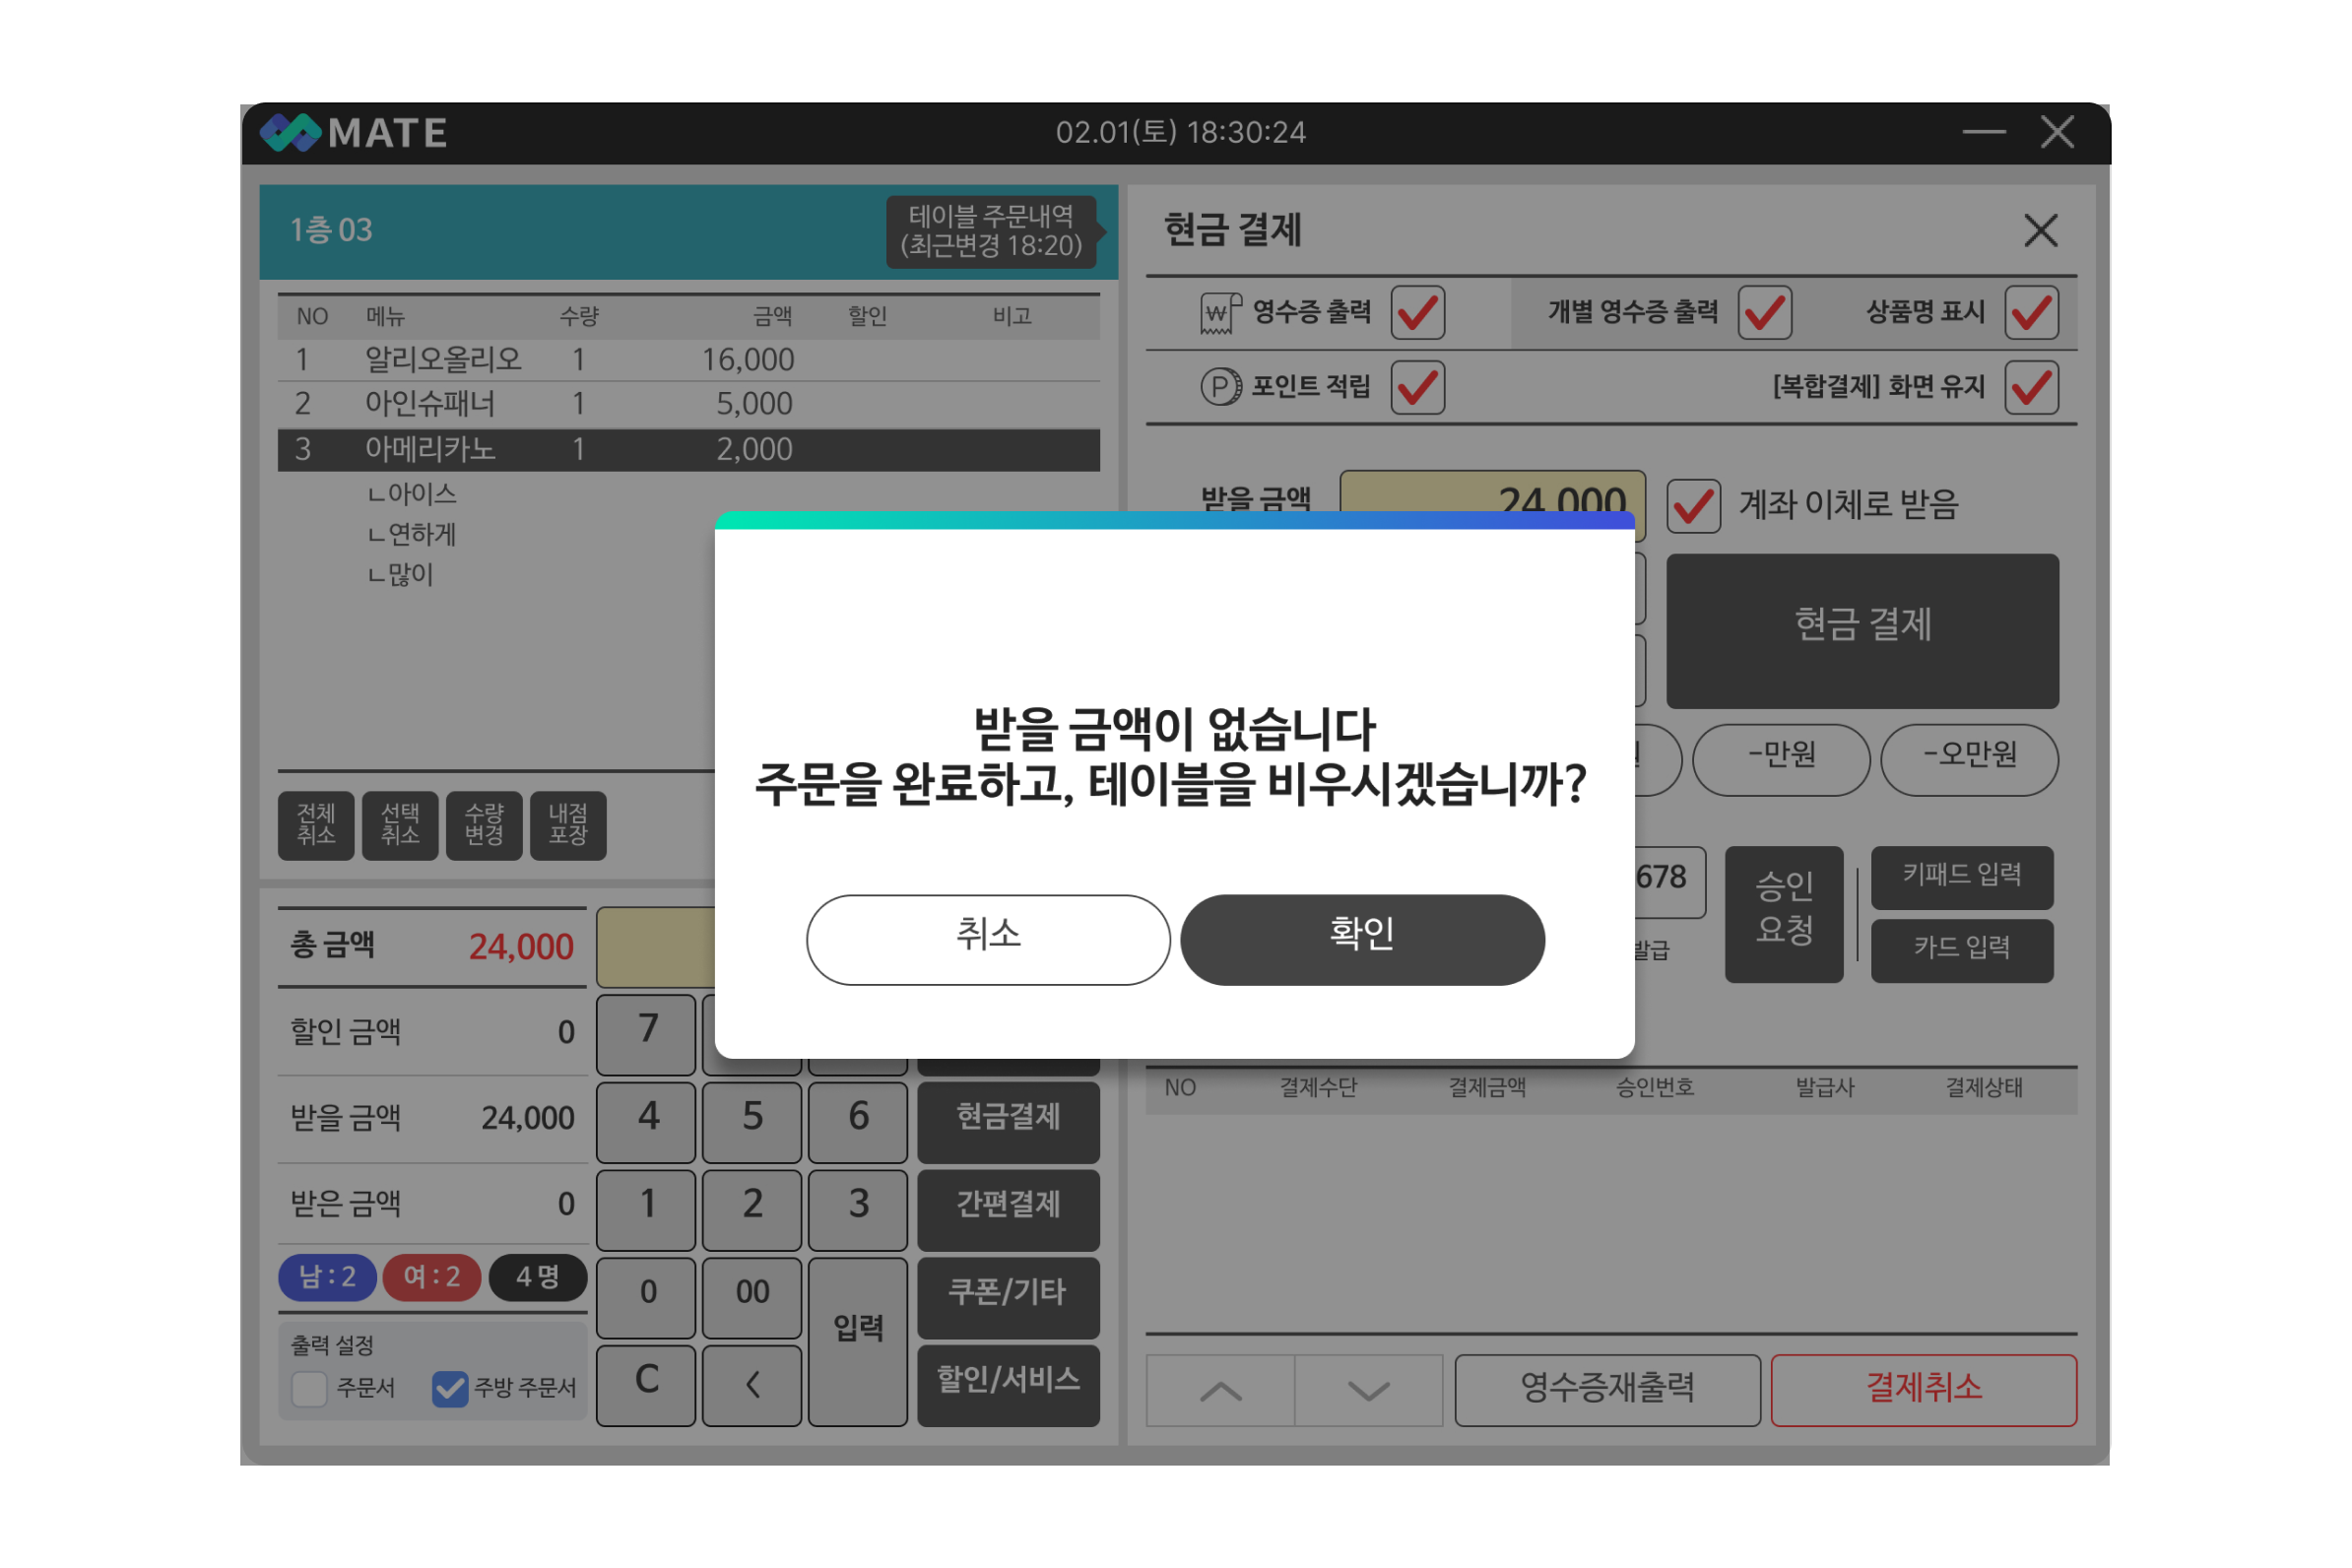 MATE
02.01(토) 18:30:24
1층 03
테이블 주문내역
(최근변경 18:20)
NO 메뉴 수량 금액 할인 비고
1 알리오올리오 1 16,000
2 아인슈패너 1 5,000
3 아메리카노 1 2,000
ㄴ아이스
ㄴ연하게
ㄴ많이
전체 취소
선택 취소
수량 변경
내점 포장
총 금액 24,000
할인 금액 0
받을 금액 24,000
받은 금액 0
남 : 2 여 : 2 4 명
출력 설정
주문서 주방 주문서
7
4 5 6
1 2 3
0 00 입력
C
현금결제
간편결제
쿠폰/기타
할인/서비스
현금 결제
영수증 출력 개별 영수증 출력 상품명 표시
포인트 적립 [복합결제] 화면 유지
받을 금액 24,000 계좌 이체로 받음
현금 결제
-만원 -오만원
678
승인
요청
키패드 입력
카드 입력
발급
받을 금액이 없습니다
주문을 완료하고, 테이블을 비우시겠습니까?
취소 확인
NO 결제수단 결제금액 승인번호 발급사 결제상태
영수증재출력 결제취소